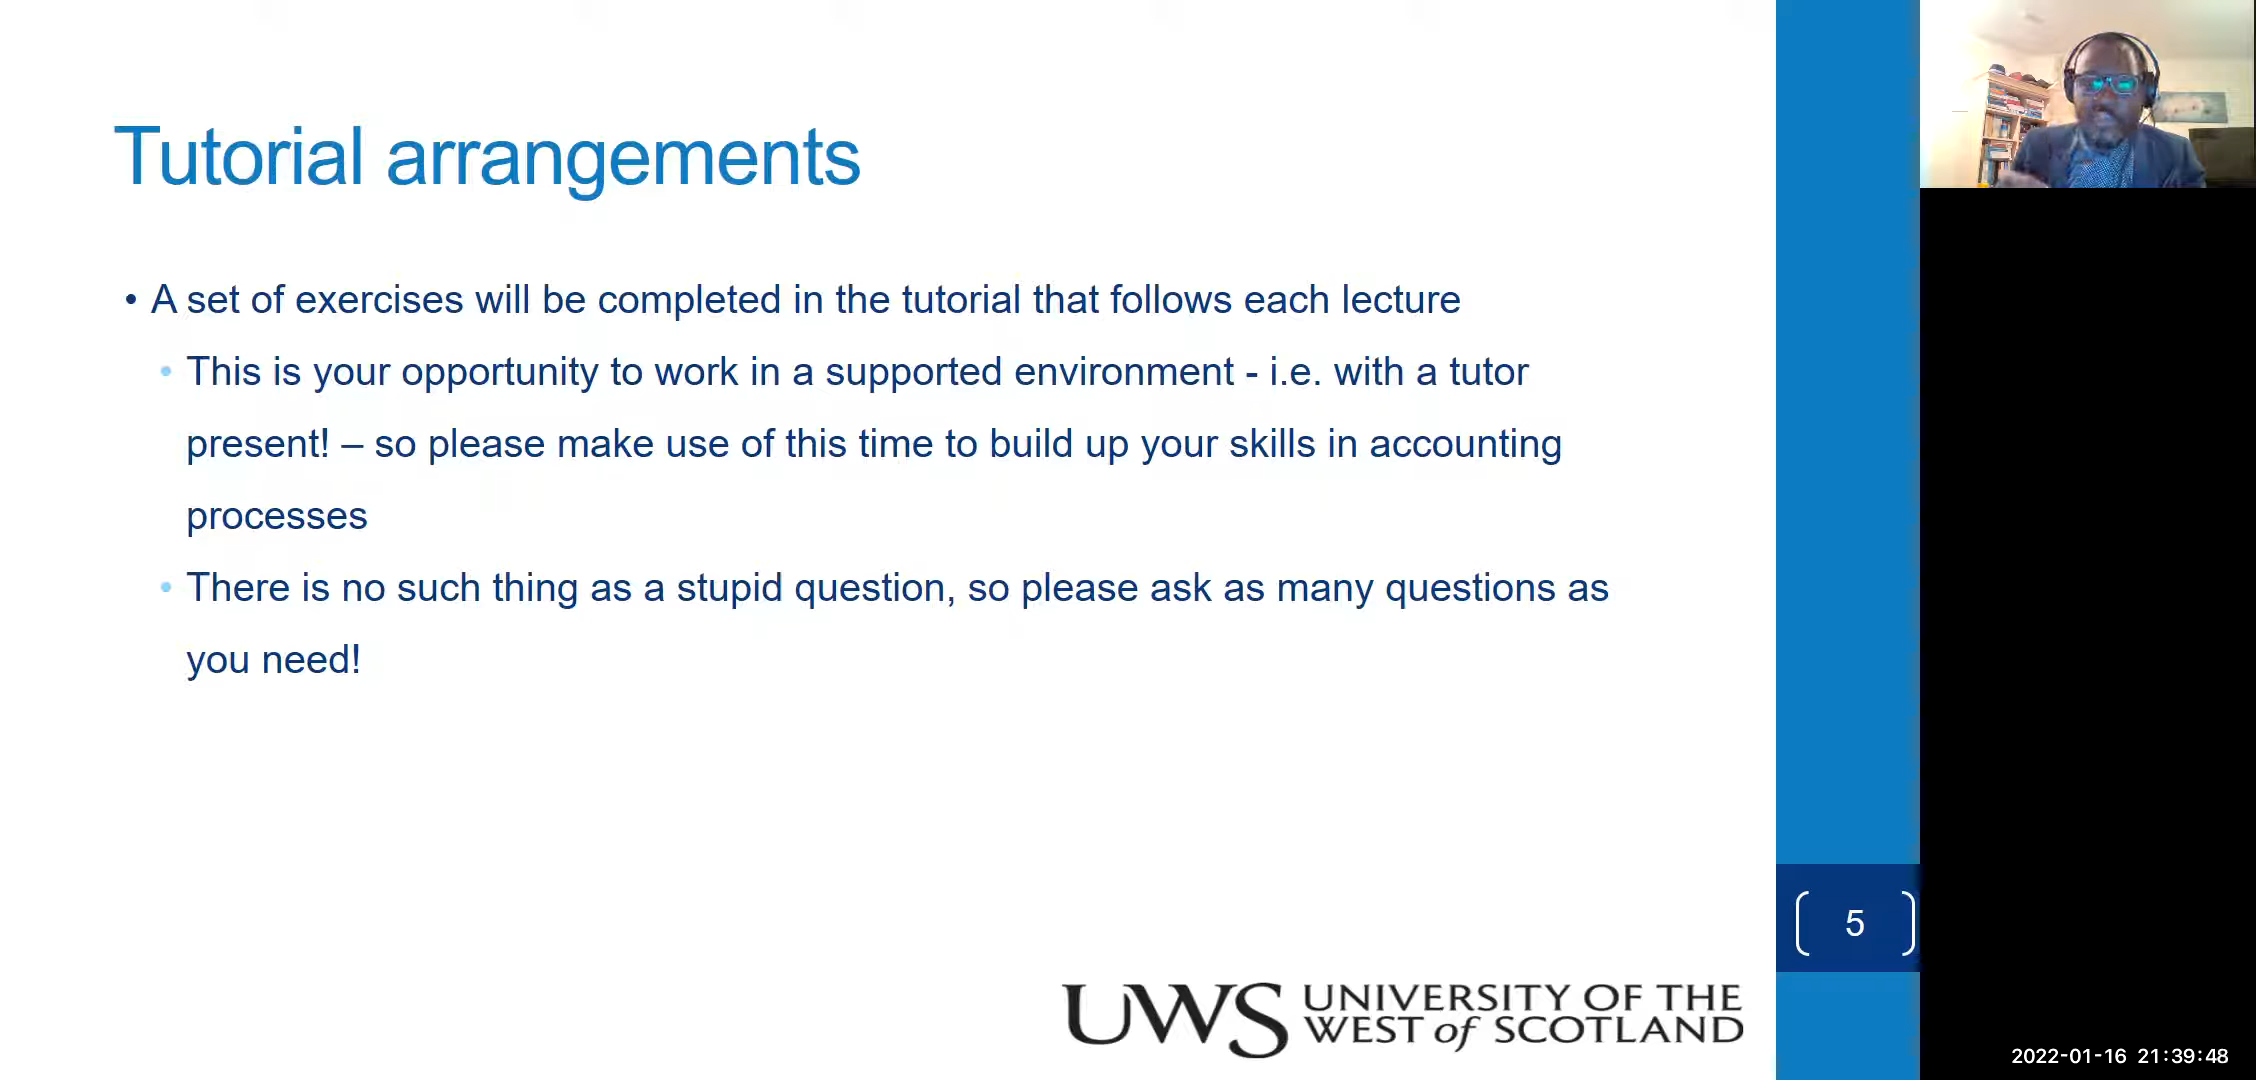 Tutorial arrangements
• A set of exercises will be completed in the tutorial that follows each lecture
• This is your opportunity to work in a supported environment - i.e. with a tutor
present! – so please make use of this time to build up your skills in accounting
processes
• There is no such thing as a stupid question, so please ask as many questions as
you need!
5
UWS UNIVERSITY OF THE
WEST of SCOTLAND
2022-01-16 21:39:48